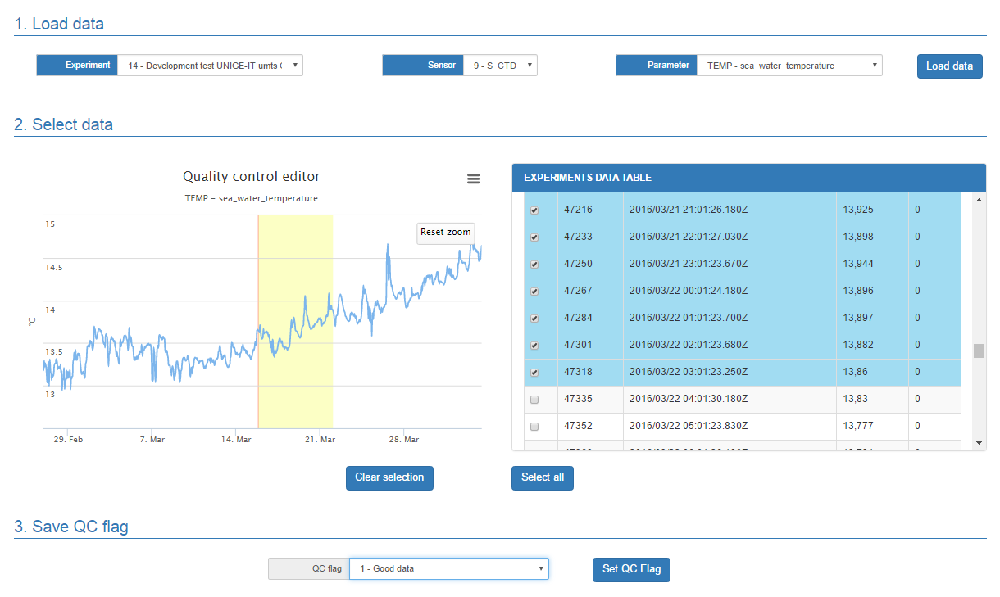 1. Load data
Experiment 14 - Development test UNIGE-IT umts
Sensor 9 - S_CTD
Parameter TEMP - sea_water_temperature
Load data
2. Select data
Quality control editor
TEMP - sea_water_temperature
Reset zoom
15
14.5
14
13.5
13
°C
29. Feb 7. Mar 14. Mar 21. Mar 28. Mar
Clear selection
EXPERIMENTS DATA TABLE
47216 2016/03/21 21:01:26.180Z 13,925 0
47233 2016/03/21 22:01:27.030Z 13,898 0
47250 2016/03/21 23:01:23.670Z 13,944 0
47267 2016/03/22 00:01:24.180Z 13,896 0
47284 2016/03/22 01:01:23.700Z 13,897 0
47301 2016/03/22 02:01:23.680Z 13,882 0
47318 2016/03/22 03:01:23.250Z 13,86 0
47335 2016/03/22 04:01:30.180Z 13,83 0
47352 2016/03/22 05:01:23.830Z 13,777 0
Select all
3. Save QC flag
QC flag 1 - Good data
Set QC Flag